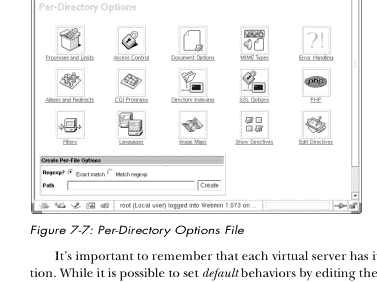 Per-Directory Options
Processes and Limits Access Control Document Options MIME Types Error Handling
Aliases and Redirects CGI Programs Directory Indexing SSL Options PHP
Filters Languages Image Maps Show Directives Edit Directives
Create Per-File Options
Regexp? Exact match Match regexp
Path Create
root (Local user) logged into Webmin 1.073 on ...
Figure 7-7: Per-Directory Options File
It's important to remember that each virtual server has i
tion. While it is possible to set default behaviors by editing the